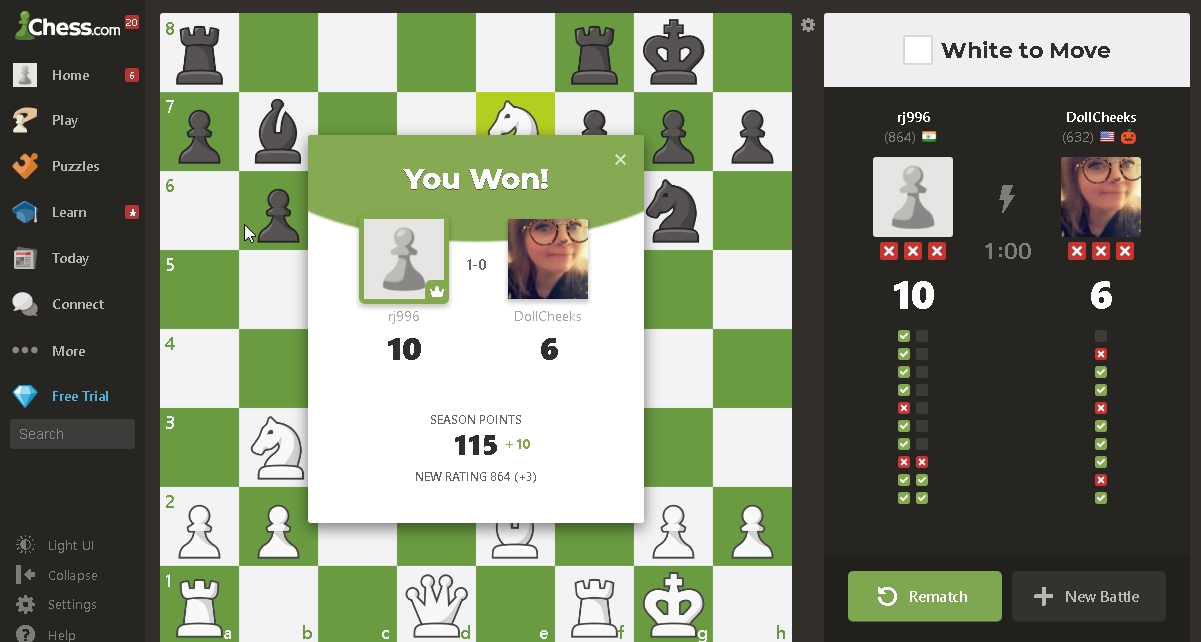 Chess.com 20
Home 6
Play
Puzzles
Learn
Today
Connect
More
Free Trial
Search
Light UI
Collapse
Settings
Help
8
7
6
5
4
3
2
1
a b c d e f g h
You Won!
1-0
rj996 DollCheeks
10 6
SEASON POINTS
115 +10
NEW RATING 864 (+3)
White to Move
rj996 DollCheeks
(864) (632)
1:00
10 6
Rematch New Battle